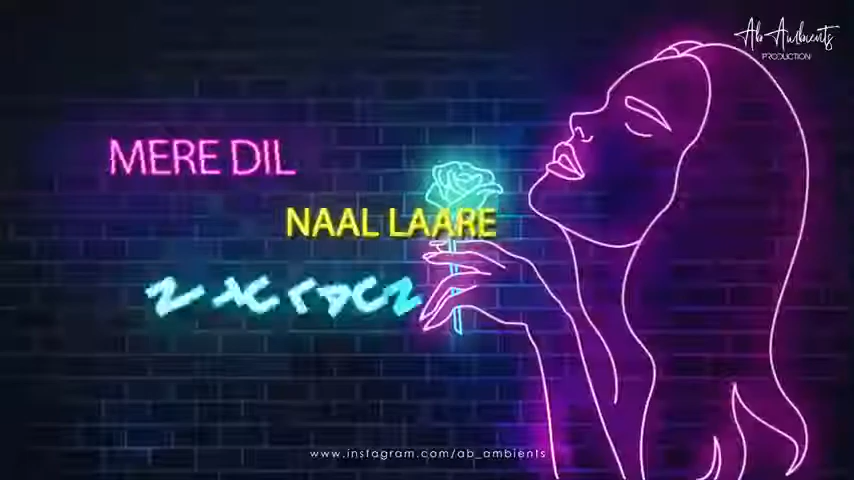 Ab Ambients
PRODUCTION
MERE DIL
NAAL LAARE
www.instagram.com/ab_ambients